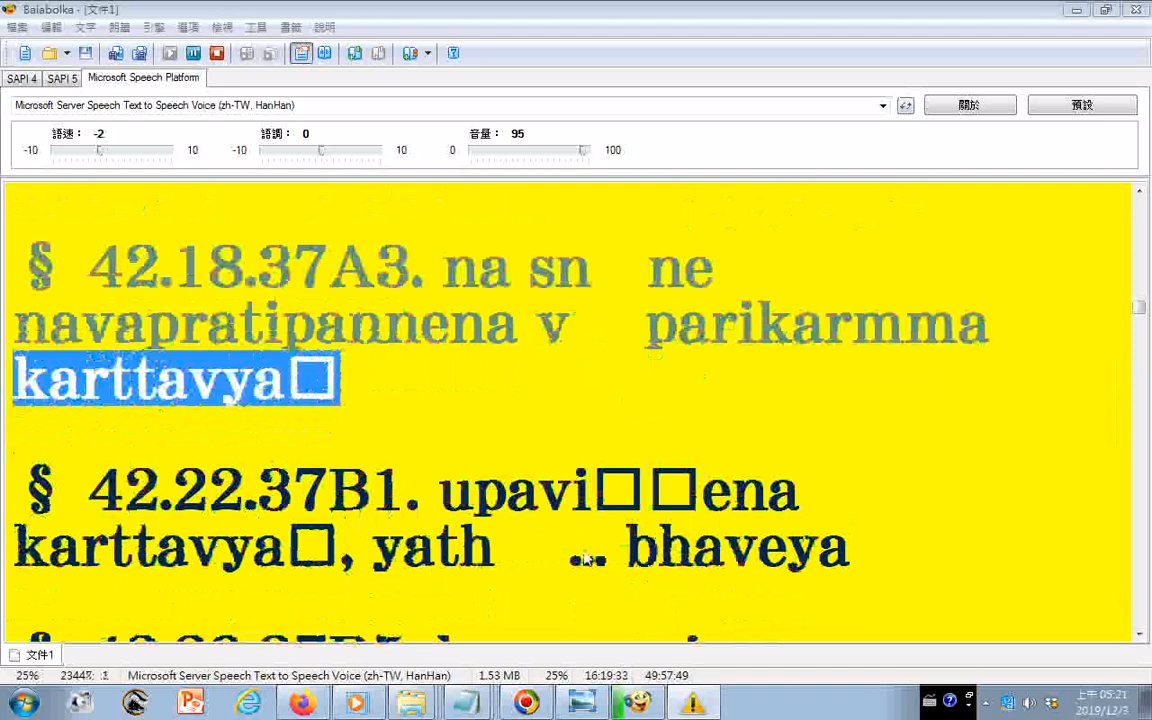 Balabolka - [文件1]
檔案 編輯 文字 朗讀 引擎 選項 檢視 工具 書籤 說明
SAPI 4 SAPI 5 Microsoft Speech Platform
Microsoft Server Speech Text to Speech Voice (zh-TW, HanHan) 關於 預設
語速： -2 語調： 0 音量： 95
-10 10 -10 10 0 100
§ 42.18.37A3. na sn ne
navapratipannena v parikarmma
karttavya□
§ 42.22.37B1. upavi□□ena
karttavya□, yath ... bhaveya
文件1
25% Microsoft Server Speech Text to Speech Voice (zh-TW, HanHan) 1.53 MB 25% 16:19:33 49:57:49
上午 05:21
2019/12/3